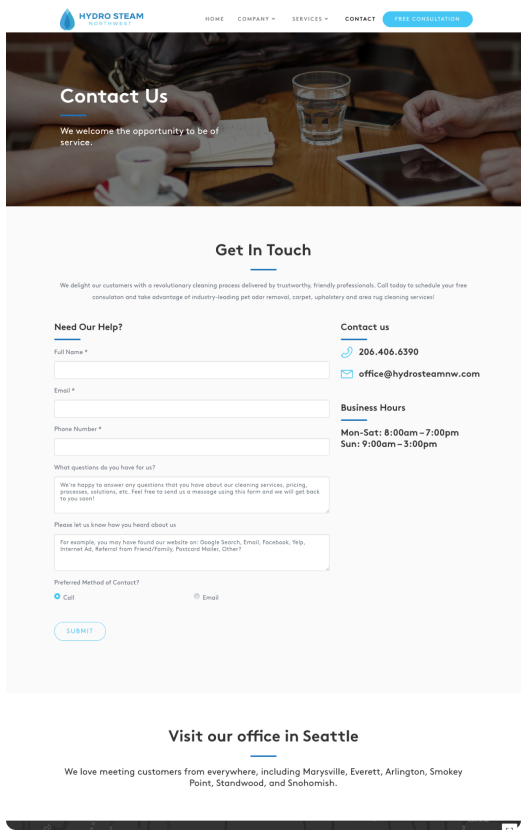 HYDRO STEAM
NORTHWEST
HOME COMPANY SERVICES CONTACT FREE CONSULTATION
Contact Us
We welcome the opportunity to be of
service.
Get In Touch
We delight our customers with a revolutionary cleaning process delivered by trustworthy, friendly professionals. Call today to schedule your free
consulaton and take advantage of industry-leading pet odor removal, carpet, upholstery and area rug cleaning services!
Need Our Help?
Full Name *
Email *
Phone Number *
What questions do you have for us?
We're happy to answer any questions that you have about our cleaning services, pricing,
processes, solutions, etc. Feel free to send us a message using this form and we will get back
to you soon!
Please let us know how you heard about us
For example, you may have found our website on: Google Search, Email, Facebook, Yelp,
Internet Ad, Referral from Friend/Family, Postcard Mailer, Other?
Preferred Method of Contact?
Call Email
SUBMIT
Contact us
206.406.6390
office@hydrosteamnw.com
Business Hours
Mon-Sat: 8:00am – 7:00pm
Sun: 9:00am – 3:00pm
Visit our office in Seattle
We love meeting customers from everywhere, including Marysville, Everett, Arlington, Smokey
Point, Standwood, and Snohomish.